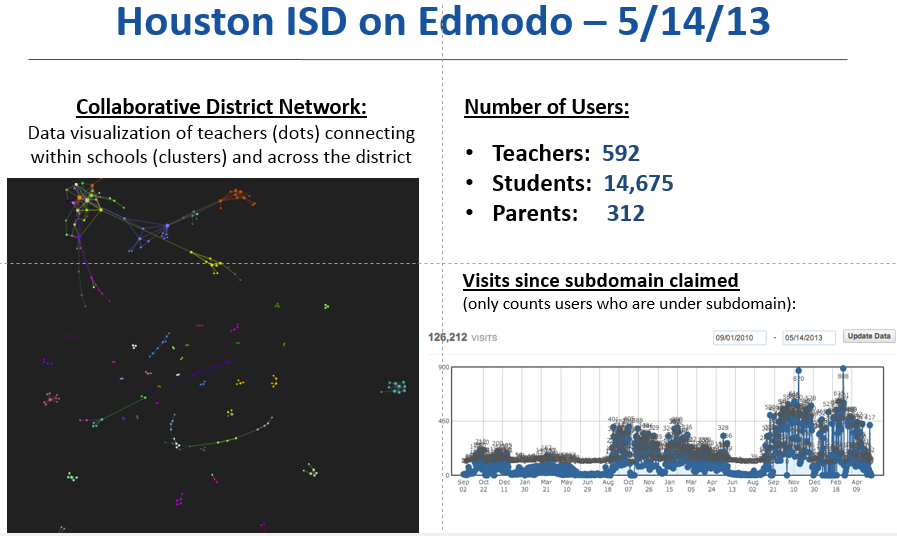 Houston ISD on Edmodo – 5/14/13
Collaborative District Network:
Data visualization of teachers (dots) connecting
within schools (clusters) and across the district
Number of Users:
• Teachers: 592
• Students: 14,675
• Parents: 312
Visits since subdomain claimed
(only counts users who are under subdomain):
126,212 VISITS
09/01/2010 - 05/14/2013 Update Data
900
450
0
870
888
401
328
417
Sep 02 Oct 22 Dec 11 Jan 30 Mar 21 May 10 Jun 29 Aug 18 Oct 07 Nov 26 Jan 15 Mar 05 Apr 24 Jun 13 Aug 02 Sep 21 Nov 10 Dec 30 Feb 18 Apr 09